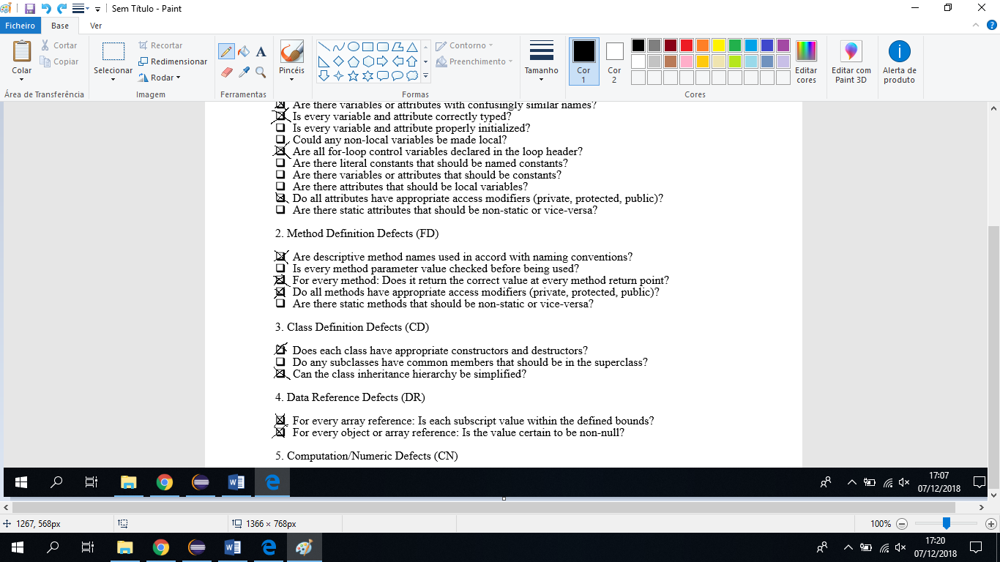 Sem Título - Paint
Ficheiro Base Ver
Colar
Cortar
Copiar
Área de Transferência
Selecionar
Recortar
Redimensionar
Rodar
Imagem
A
Ferramentas
Pincéis
Contorno
Preenchimento
Formas
Tamanho
Cor 1
Cor 2
Editar cores
Cores
Editar com Paint 3D
Alerta de produto
Are there variables or attributes with confusingly similar names?
Is every variable and attribute correctly typed?
Is every variable and attribute properly initialized?
Could any non-local variables be made local?
Are all for-loop control variables declared in the loop header?
Are there literal constants that should be named constants?
Are there variables or attributes that should be constants?
Are there attributes that should be local variables?
Do all attributes have appropriate access modifiers (private, protected, public)?
Are there static attributes that should be non-static or vice-versa?
2. Method Definition Defects (FD)
Are descriptive method names used in accord with naming conventions?
Is every method parameter value checked before being used?
For every method: Does it return the correct value at every method return point?
Do all methods have appropriate access modifiers (private, protected, public)?
Are there static methods that should be non-static or vice-versa?
3. Class Definition Defects (CD)
Does each class have appropriate constructors and destructors?
Do any subclasses have common members that should be in the superclass?
Can the class inheritance hierarchy be simplified?
4. Data Reference Defects (DR)
For every array reference: Is each subscript value within the defined bounds?
For every object or array reference: Is the value certain to be non-null?
5. Computation/Numeric Defects (CN)
17:07
07/12/2018
1267, 568px
1366 × 768px
100%
17:20
07/12/2018